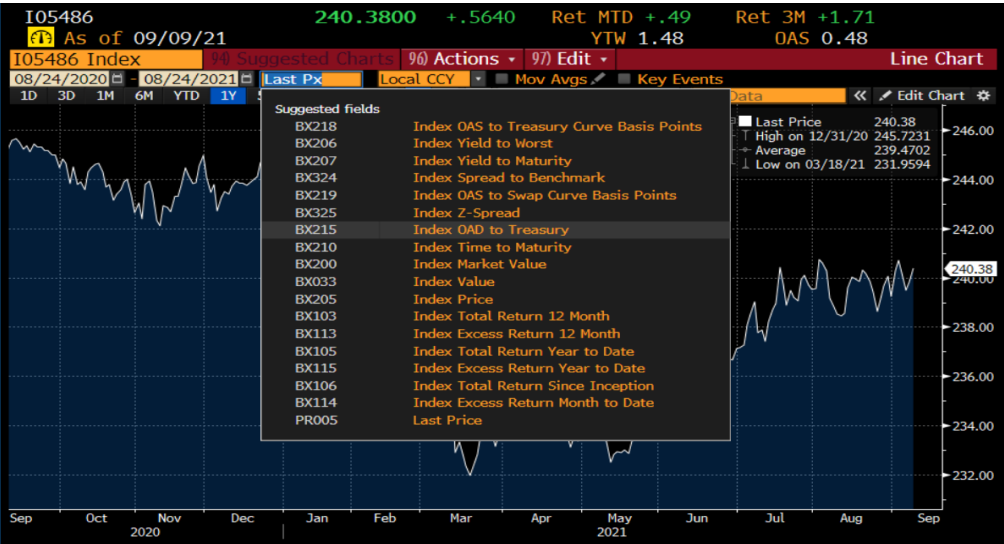 I05486 240.3800 +.5640 Ret MTD +.49 Ret 3M +1.71
As of 09/09/21 YTW 1.48 OAS 0.48
I05486 Index 94) Suggested Charts 96) Actions 97) Edit Line Chart
08/24/2020 - 08/24/2021 Last Px Local CCY Mov Avgs Key Events
1D 3D 1M 6M YTD 1Y Data « Edit Chart
Suggested fields
BX218 Index OAS to Treasury Curve Basis Points
BX206 Index Yield to Worst
BX207 Index Yield to Maturity
BX324 Index Spread to Benchmark
BX219 Index OAS to Swap Curve Basis Points
BX325 Index Z-Spread
BX215 Index OAD to Treasury
BX210 Index Time to Maturity
BX200 Index Market Value
BX033 Index Value
BX205 Index Price
BX103 Index Total Return 12 Month
BX113 Index Excess Return 12 Month
BX105 Index Total Return Year to Date
BX115 Index Excess Return Year to Date
BX106 Index Total Return Since Inception
BX114 Index Excess Return Month to Date
PR005 Last Price
Last Price 240.38
High on 12/31/20 245.7231
Average 239.4702
Low on 03/18/21 231.9594
246.00
244.00
242.00
240.38
240.00
238.00
236.00
234.00
232.00
Sep Oct Nov Dec Jan Feb Mar Apr May Jun Jul Aug Sep
2020 2021